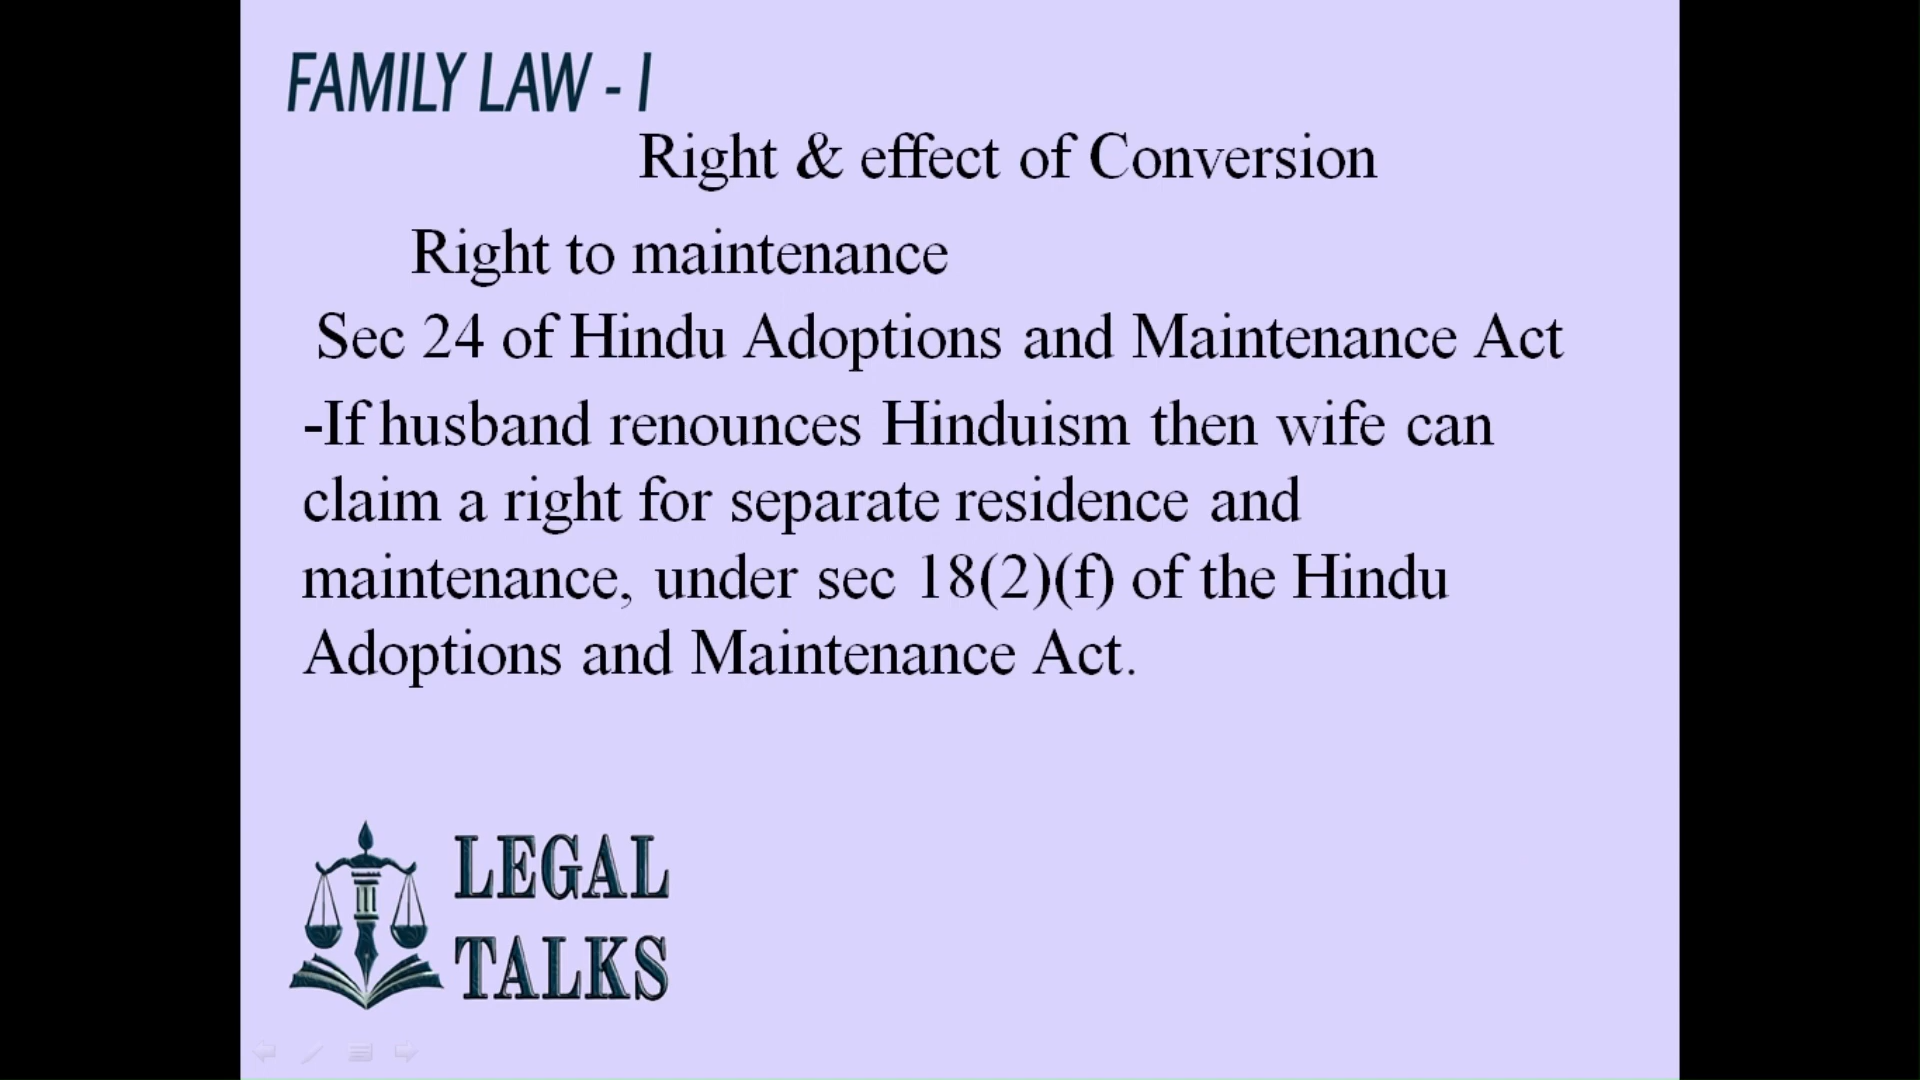 FAMILY LAW - I
Right & effect of Conversion
Right to maintenance
Sec 24 of Hindu Adoptions and Maintenance Act
-If husband renounces Hinduism then wife can
claim a right for separate residence and
maintenance, under sec 18(2)(f) of the Hindu
Adoptions and Maintenance Act.
LEGAL
TALKS